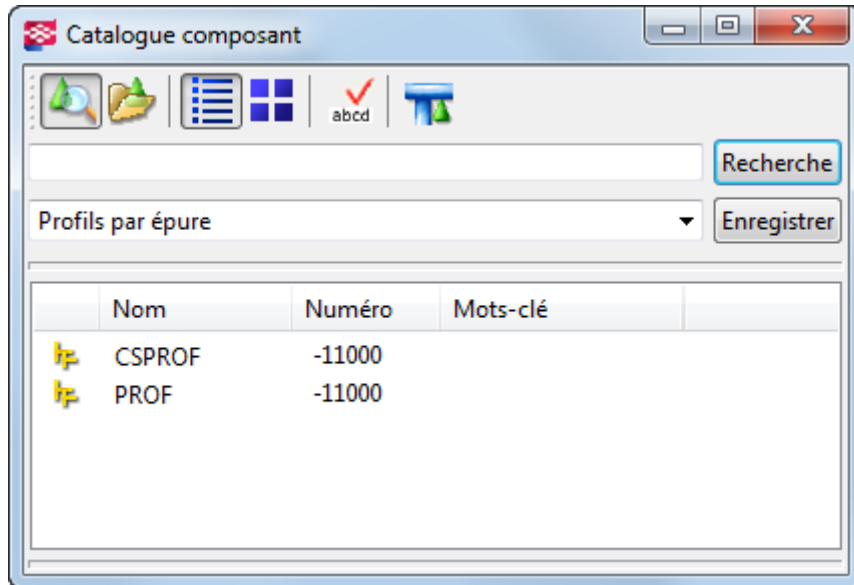 Catalogue composant
abcd
Recherche
Profils par épure
Enregistrer
Nom Numéro Mots-clé
CSPROF -11000
PROF -11000